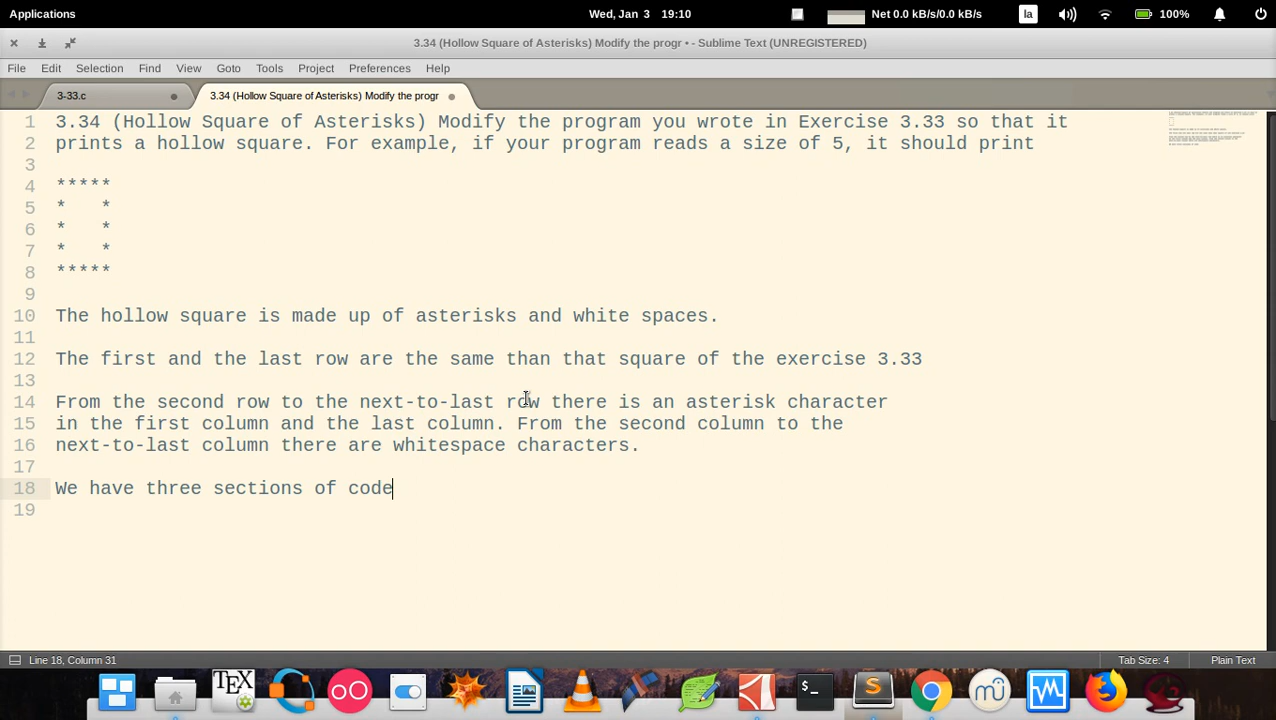 Applications
Wed, Jan 3 19:10
Net 0.0 kB/s/0.0 kB/s
la
100%
3.34 (Hollow Square of Asterisks) Modify the progr • - Sublime Text (UNREGISTERED)
File Edit Selection Find View Goto Tools Project Preferences Help
3-33.c
3.34 (Hollow Square of Asterisks) Modify the progr
1 3.34 (Hollow Square of Asterisks) Modify the program you wrote in Exercise 3.33 so that it
2 prints a hollow square. For example, if your program reads a size of 5, it should print
3
4 *****
5 *   *
6 *   *
7 *   *
8 *****
9
10 The hollow square is made up of asterisks and white spaces.
11
12 The first and the last row are the same than that square of the exercise 3.33
13
14 From the second row to the next-to-last row there is an asterisk character
15 in the first column and the last column. From the second column to the
16 next-to-last column there are whitespace characters.
17
18 We have three sections of code
19
Line 18, Column 31
Tab Size: 4
Plain Text
TEX